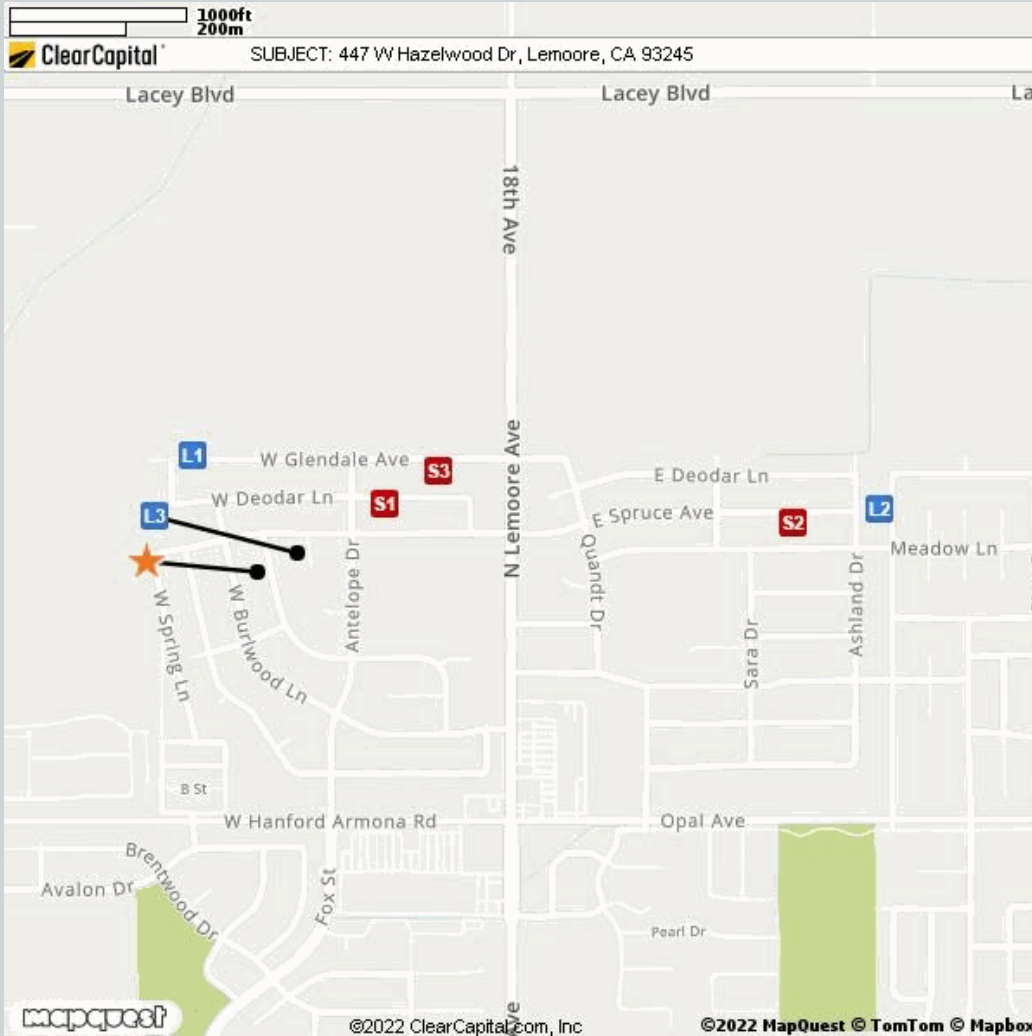 1000ft
200m
ClearCapital
SUBJECT: 447 W Hazelwood Dr, Lemoore, CA 93245
Lacey Blvd
Lacey Blvd
La
18th Ave
N Lemoore Ave
L1
W Glendale Ave
S3
E Deodar Ln
W Deodar Ln
S1
L3
E Spruce Ave
S2
L2
Meadow Ln
Quandt Dr
Antelope Dr
W Spring Ln
W Burlwood Ln
Sara Dr
Ashland Dr
B St
W Hanford Armona Rd
Opal Ave
Brentwood Dr
Avalon Dr
Fox St
Pearl Dr
Ave
mapquest
©2022 ClearCapital.com, Inc
©2022 MapQuest © TomTom © Mapbox